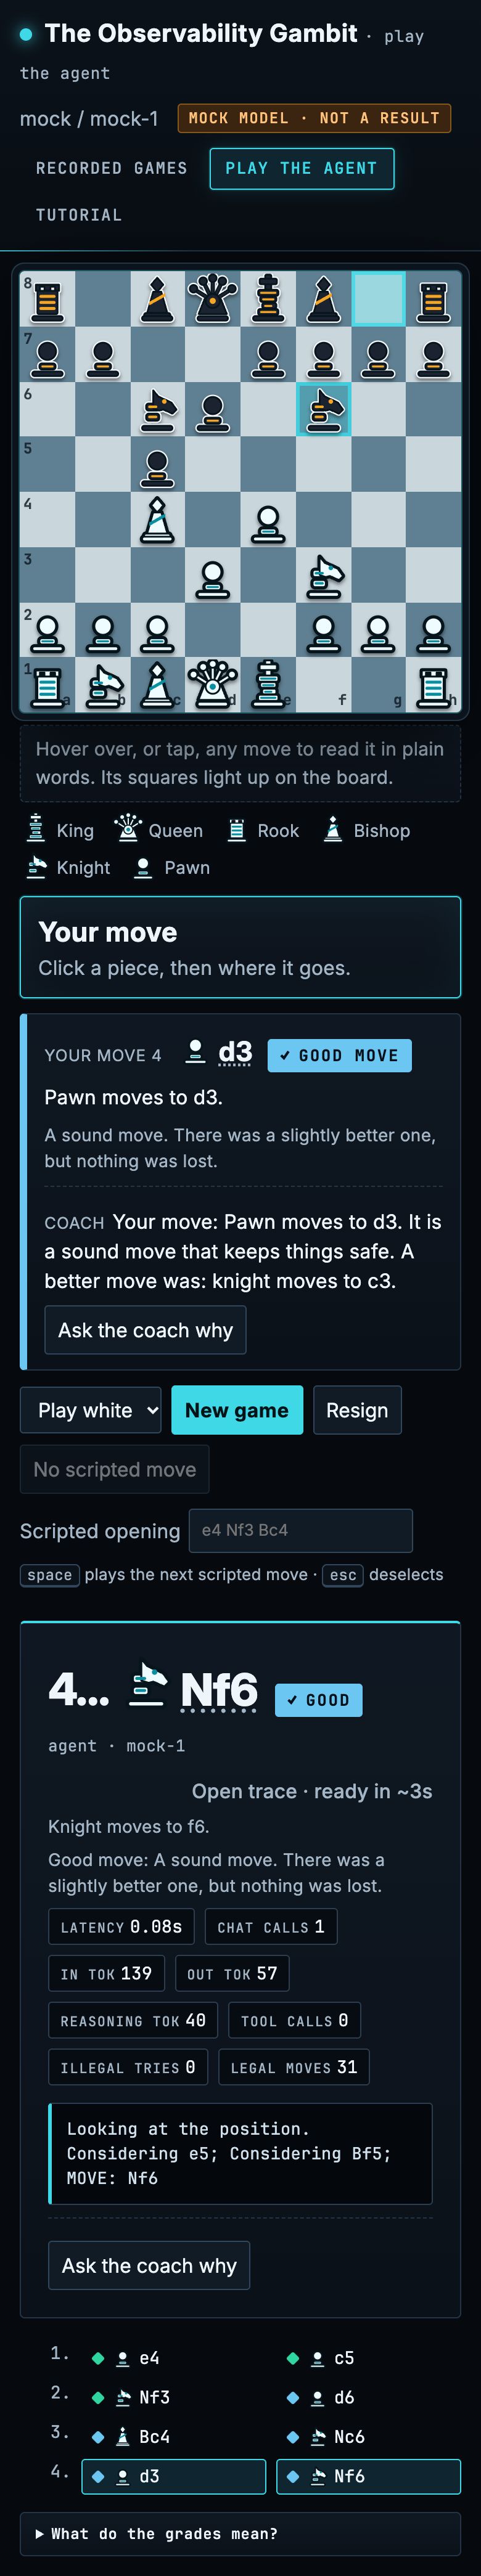 The Observability Gambit · play
the agent
mock / mock-1 MOCK MODEL · NOT A RESULT
RECORDED GAMES PLAY THE AGENT
TUTORIAL
8
7
6
5
4
3
2
1
a b c d e f g h
Hover over, or tap, any move to read it in plain
words. Its squares light up on the board.
King Queen Rook Bishop
Knight Pawn
Your move
Click a piece, then where it goes.
YOUR MOVE 4 d3 ✓ GOOD MOVE
Pawn moves to d3.
A sound move. There was a slightly better one,
but nothing was lost.
COACH Your move: Pawn moves to d3. It is
a sound move that keeps things safe. A
better move was: knight moves to c3.
Ask the coach why
Play white New game Resign
No scripted move
Scripted opening e4 Nf3 Bc4
space plays the next scripted move · esc deselects
4… Nf6 ✓ GOOD
agent · mock-1
Open trace · ready in ~3s
Knight moves to f6.
Good move: A sound move. There was a
slightly better one, but nothing was lost.
LATENCY 0.08s CHAT CALLS 1
IN TOK 139 OUT TOK 57
REASONING TOK 40 TOOL CALLS 0
ILLEGAL TRIES 0 LEGAL MOVES 31
Looking at the position.
Considering e5; Considering Bf5;
MOVE: Nf6
Ask the coach why
1. e4 c5
2. Nf3 d6
3. Bc4 Nc6
4. d3 Nf6
▶ What do the grades mean?